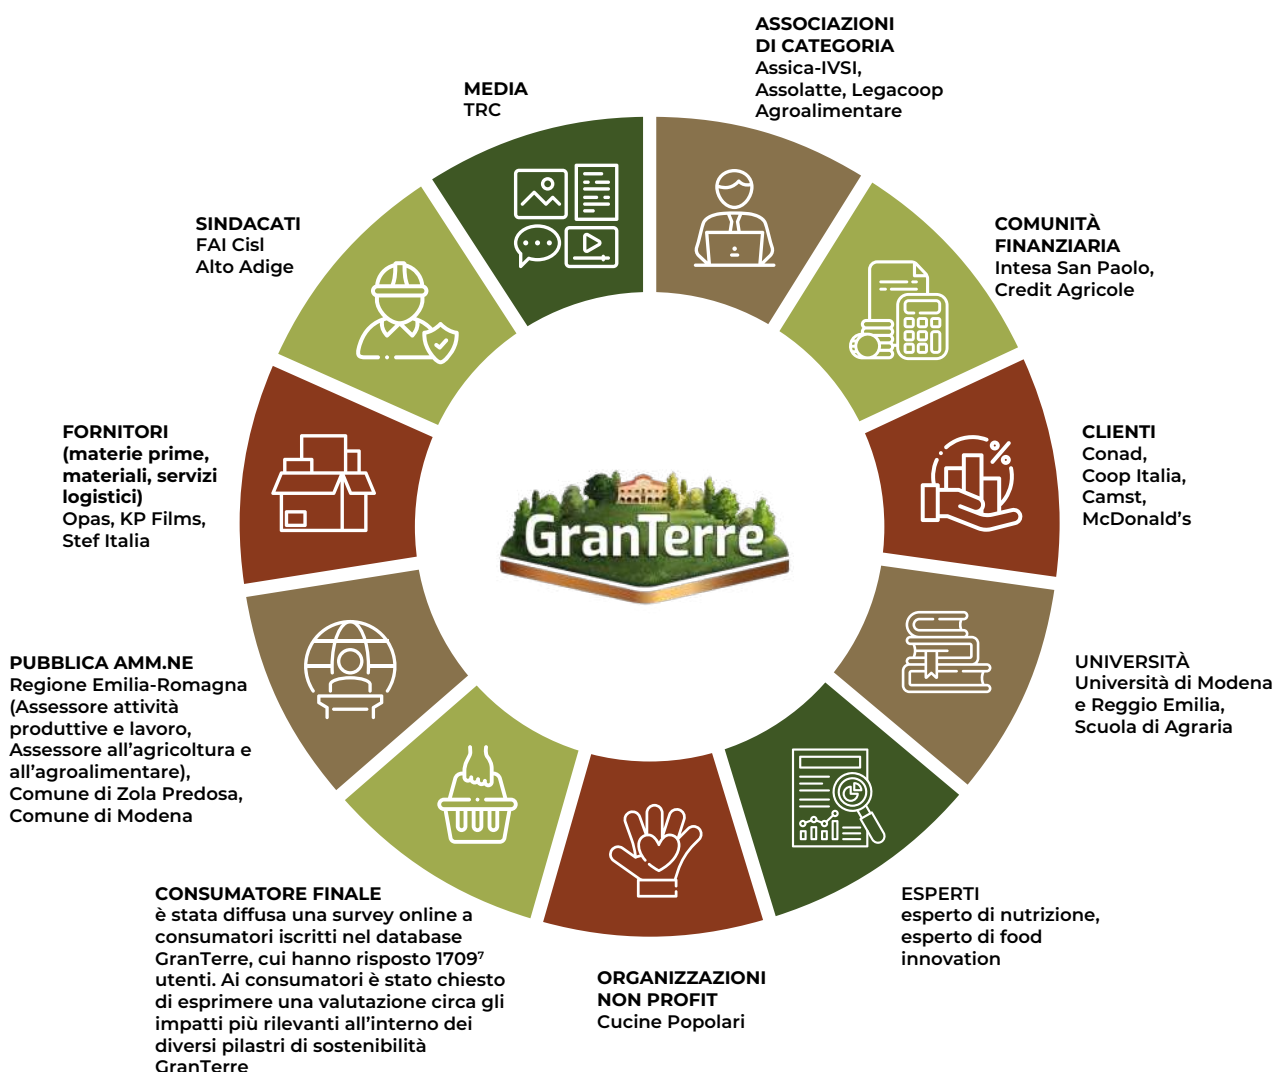 ASSOCIAZIONI
DI CATEGORIA
Assica-IVSI,
Assolatte, Legacoop
Agroalimentare
MEDIA
TRC
SINDACATI
FAI Cisl
Alto Adige
COMUNITÀ
FINANZIARIA
Intesa San Paolo,
Credit Agricole
FORNITORI
(materie prime,
materiali, servizi
logistici)
Opas, KP Films,
Stef Italia
CLIENTI
Conad,
Coop Italia,
Camst,
McDonald's
GranTerre
PUBBLICA AMM.NE
Regione Emilia-Romagna
(Assessore attività
produttive e lavoro,
Assessore all'agricoltura e
all'agroalimentare),
Comune di Zola Predosa,
Comune di Modena
UNIVERSITÀ
Università di Modena
e Reggio Emilia,
Scuola di Agraria
CONSUMATORE FINALE
è stata diffusa una survey online a
consumatori iscritti nel database
GranTerre, cui hanno risposto 1709⁷
utenti. Ai consumatori è stato chiesto
di esprimere una valutazione circa gli
impatti più rilevanti all'interno dei
diversi pilastri di sostenibilità
GranTerre
ORGANIZZAZIONI
NON PROFIT
Cucine Popolari
ESPERTI
esperto di nutrizione,
esperto di food
innovation